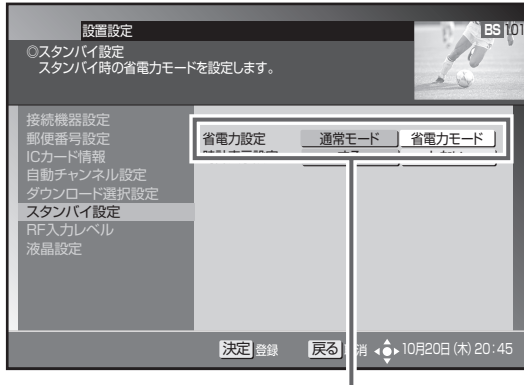 設置設定
BS 101
◎スタンバイ設定
スタンバイ時の省電力モードを設定します。
接続機器設定
郵便番号設定
ICカード情報
自動チャンネル設定
ダウンロード選択設定
スタンバイ設定
RF入力レベル
液晶設定
省電力設定 通常モード 省電力モード
決定 登録 戻る 消 10月20日(木)20:45